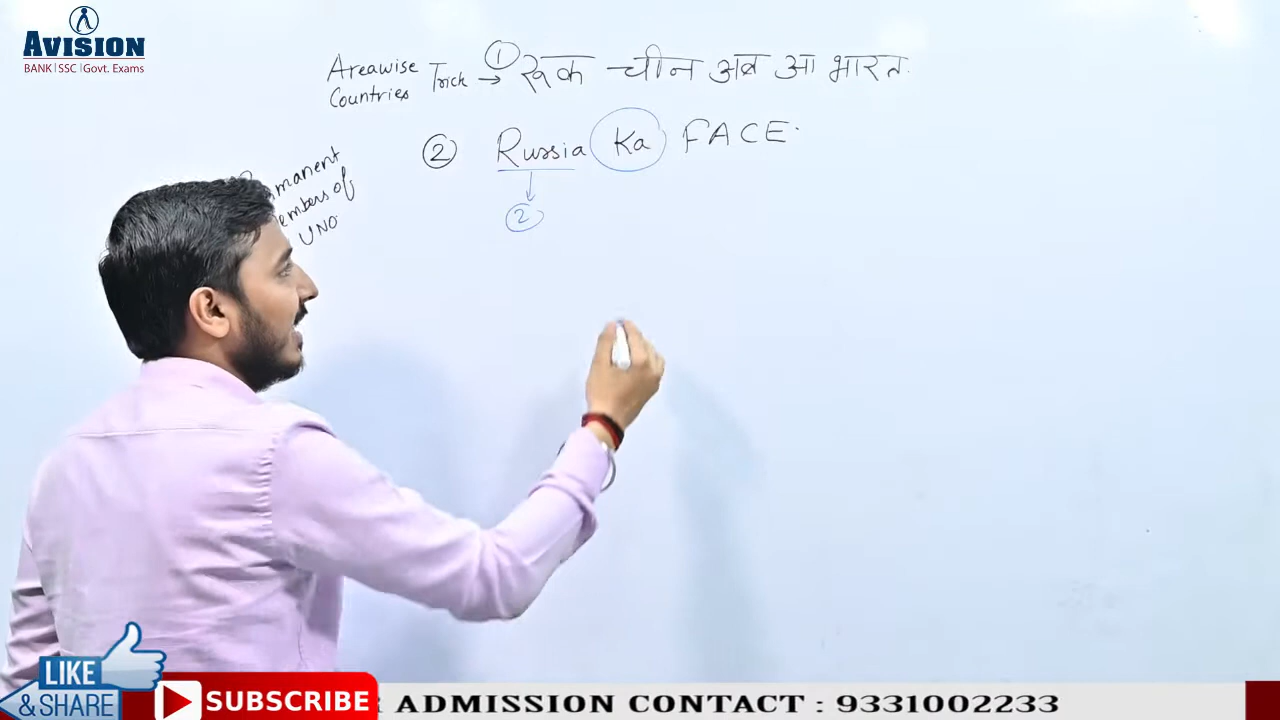 AVISION
BANK | SSC | Govt. Exams
Areawise Countries Trick → ① रूक चीन अब आ भारत
② Russia Ka FACE
②
manent
embers of
UNO
LIKE
& SHARE
SUBSCRIBE
ADMISSION CONTACT : 9331002233